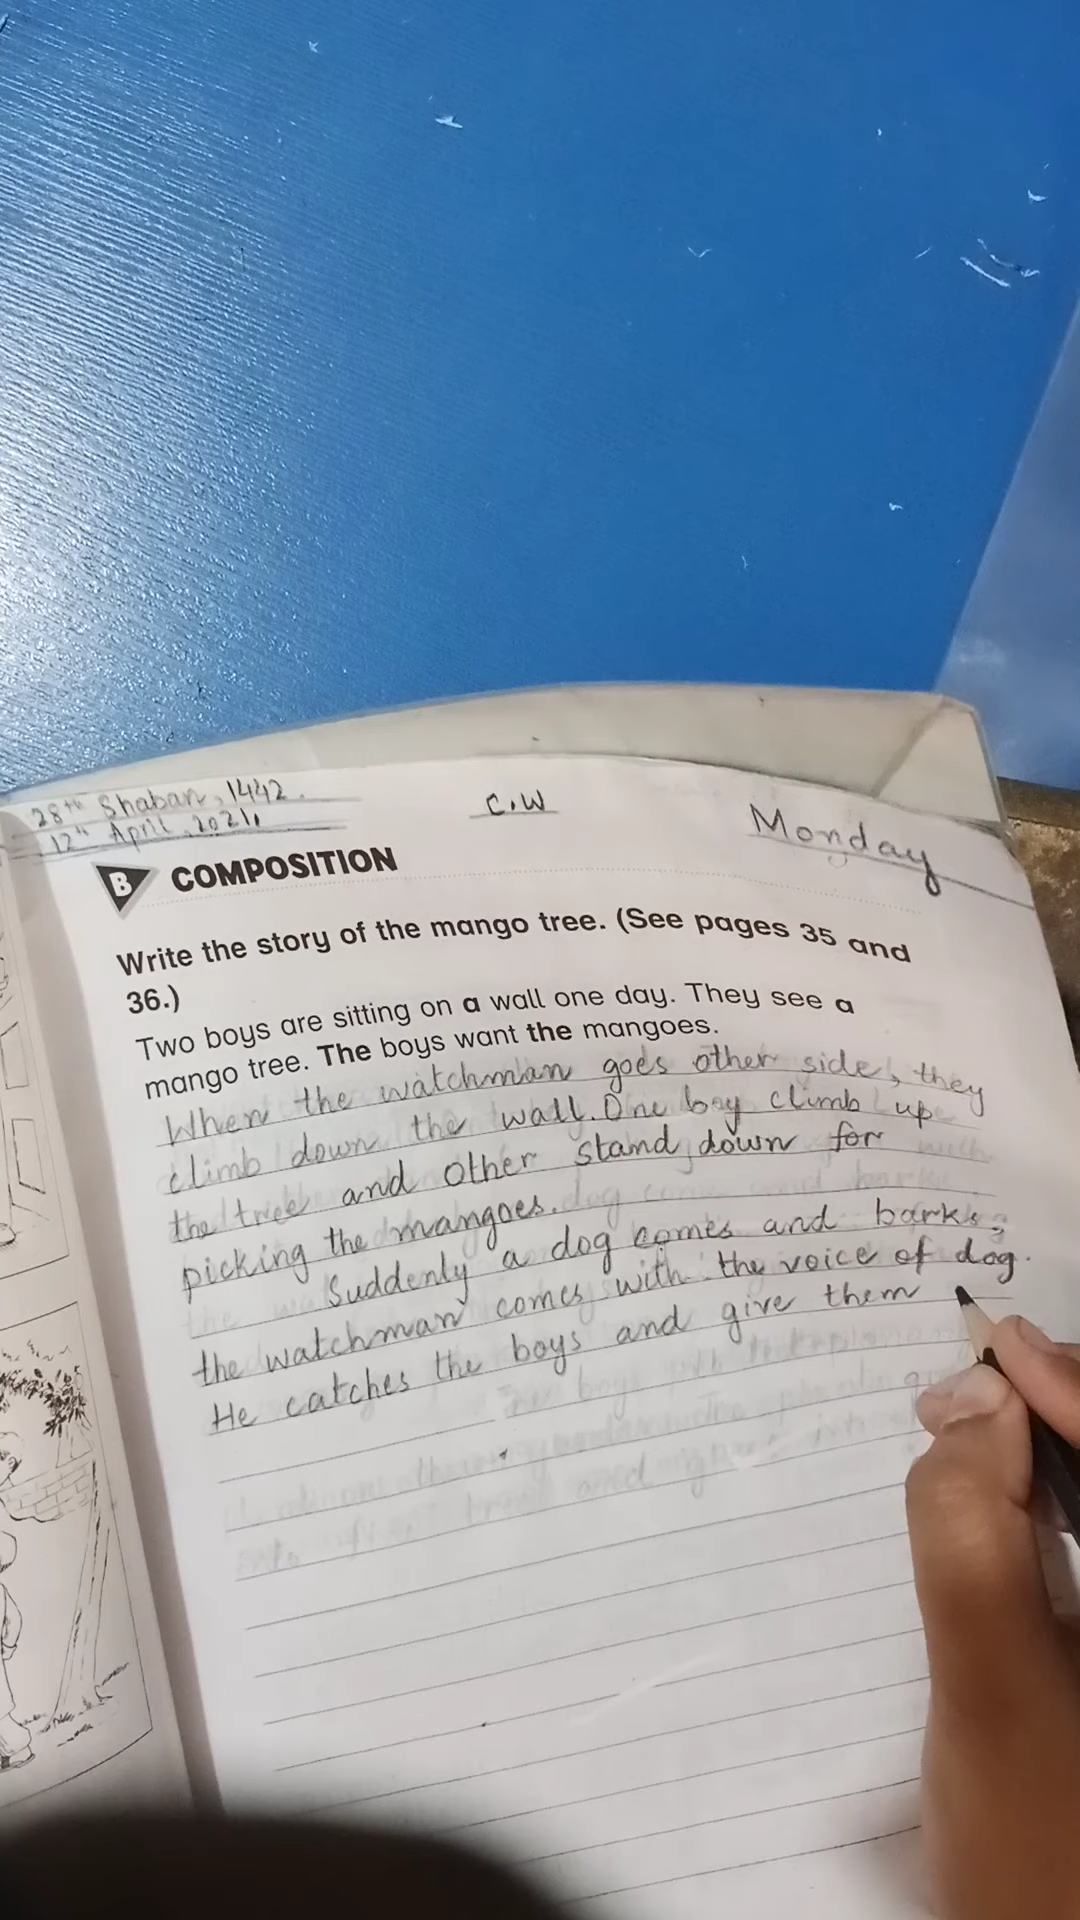 28th Shaban, 1442.
12th April, 2021.
C.W
Monday
B COMPOSITION
Write the story of the mango tree. (See pages 35 and
36.)
Two boys are sitting on a wall one day. They see a
mango tree. The boys want the mangoes.
When the watchman goes other side, they
climb down the wall. One boy climb up
the tree and other stand down for
picking the mangoes.
Suddenly a dog comes and barks,
the watchman comes with the voice of dog.
He catches the boys and give them